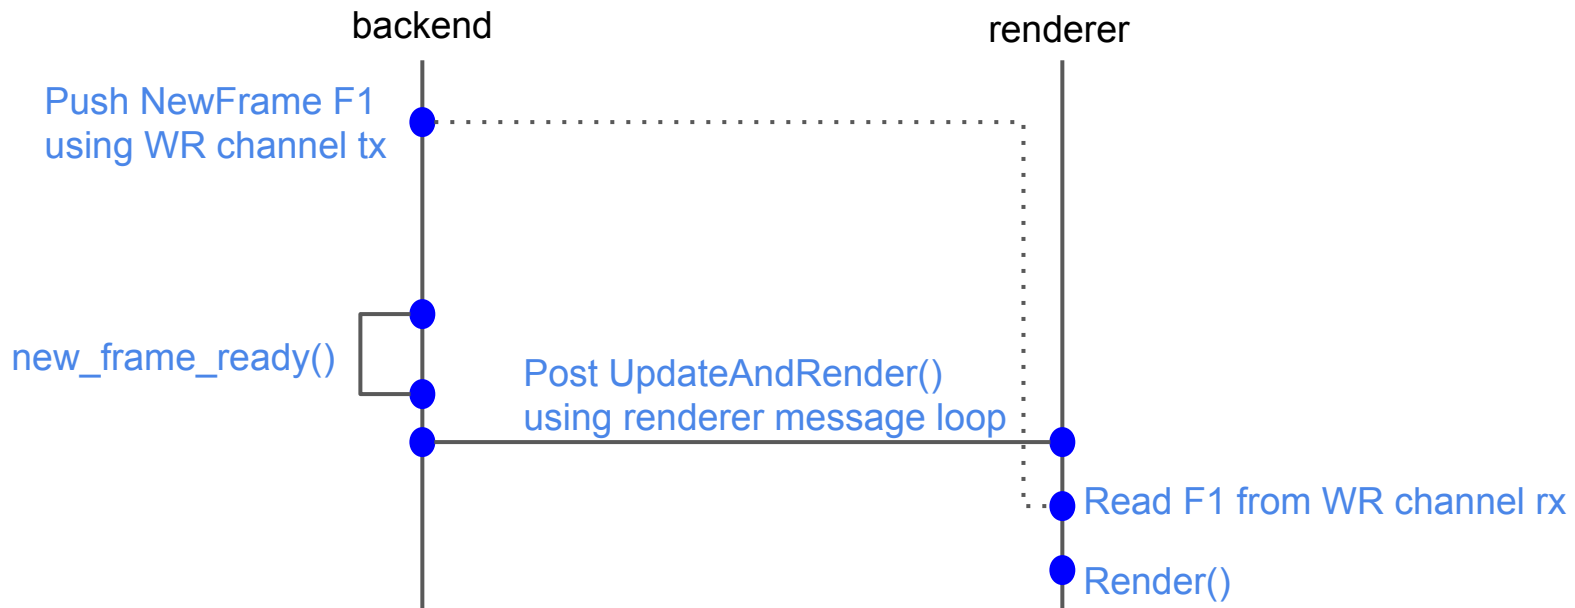 backend
renderer
Push NewFrame F1
using WR channel tx
new_frame_ready()
Post UpdateAndRender()
using renderer message loop
Read F1 from WR channel rx
Render()